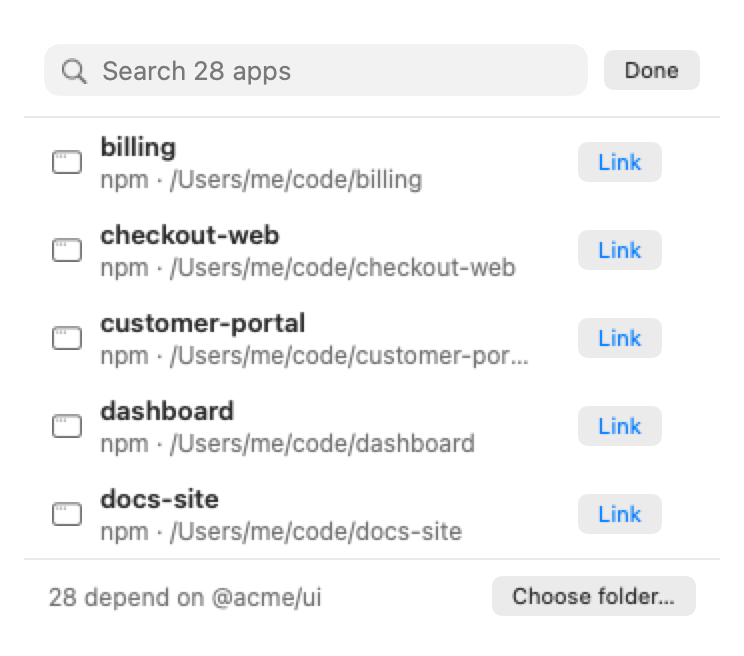 Search 28 apps
Done
billing
npm · /Users/me/code/billing
Link
checkout-web
npm · /Users/me/code/checkout-web
Link
customer-portal
npm · /Users/me/code/customer-por...
Link
dashboard
npm · /Users/me/code/dashboard
Link
docs-site
npm · /Users/me/code/docs-site
Link
28 depend on @acme/ui
Choose folder...